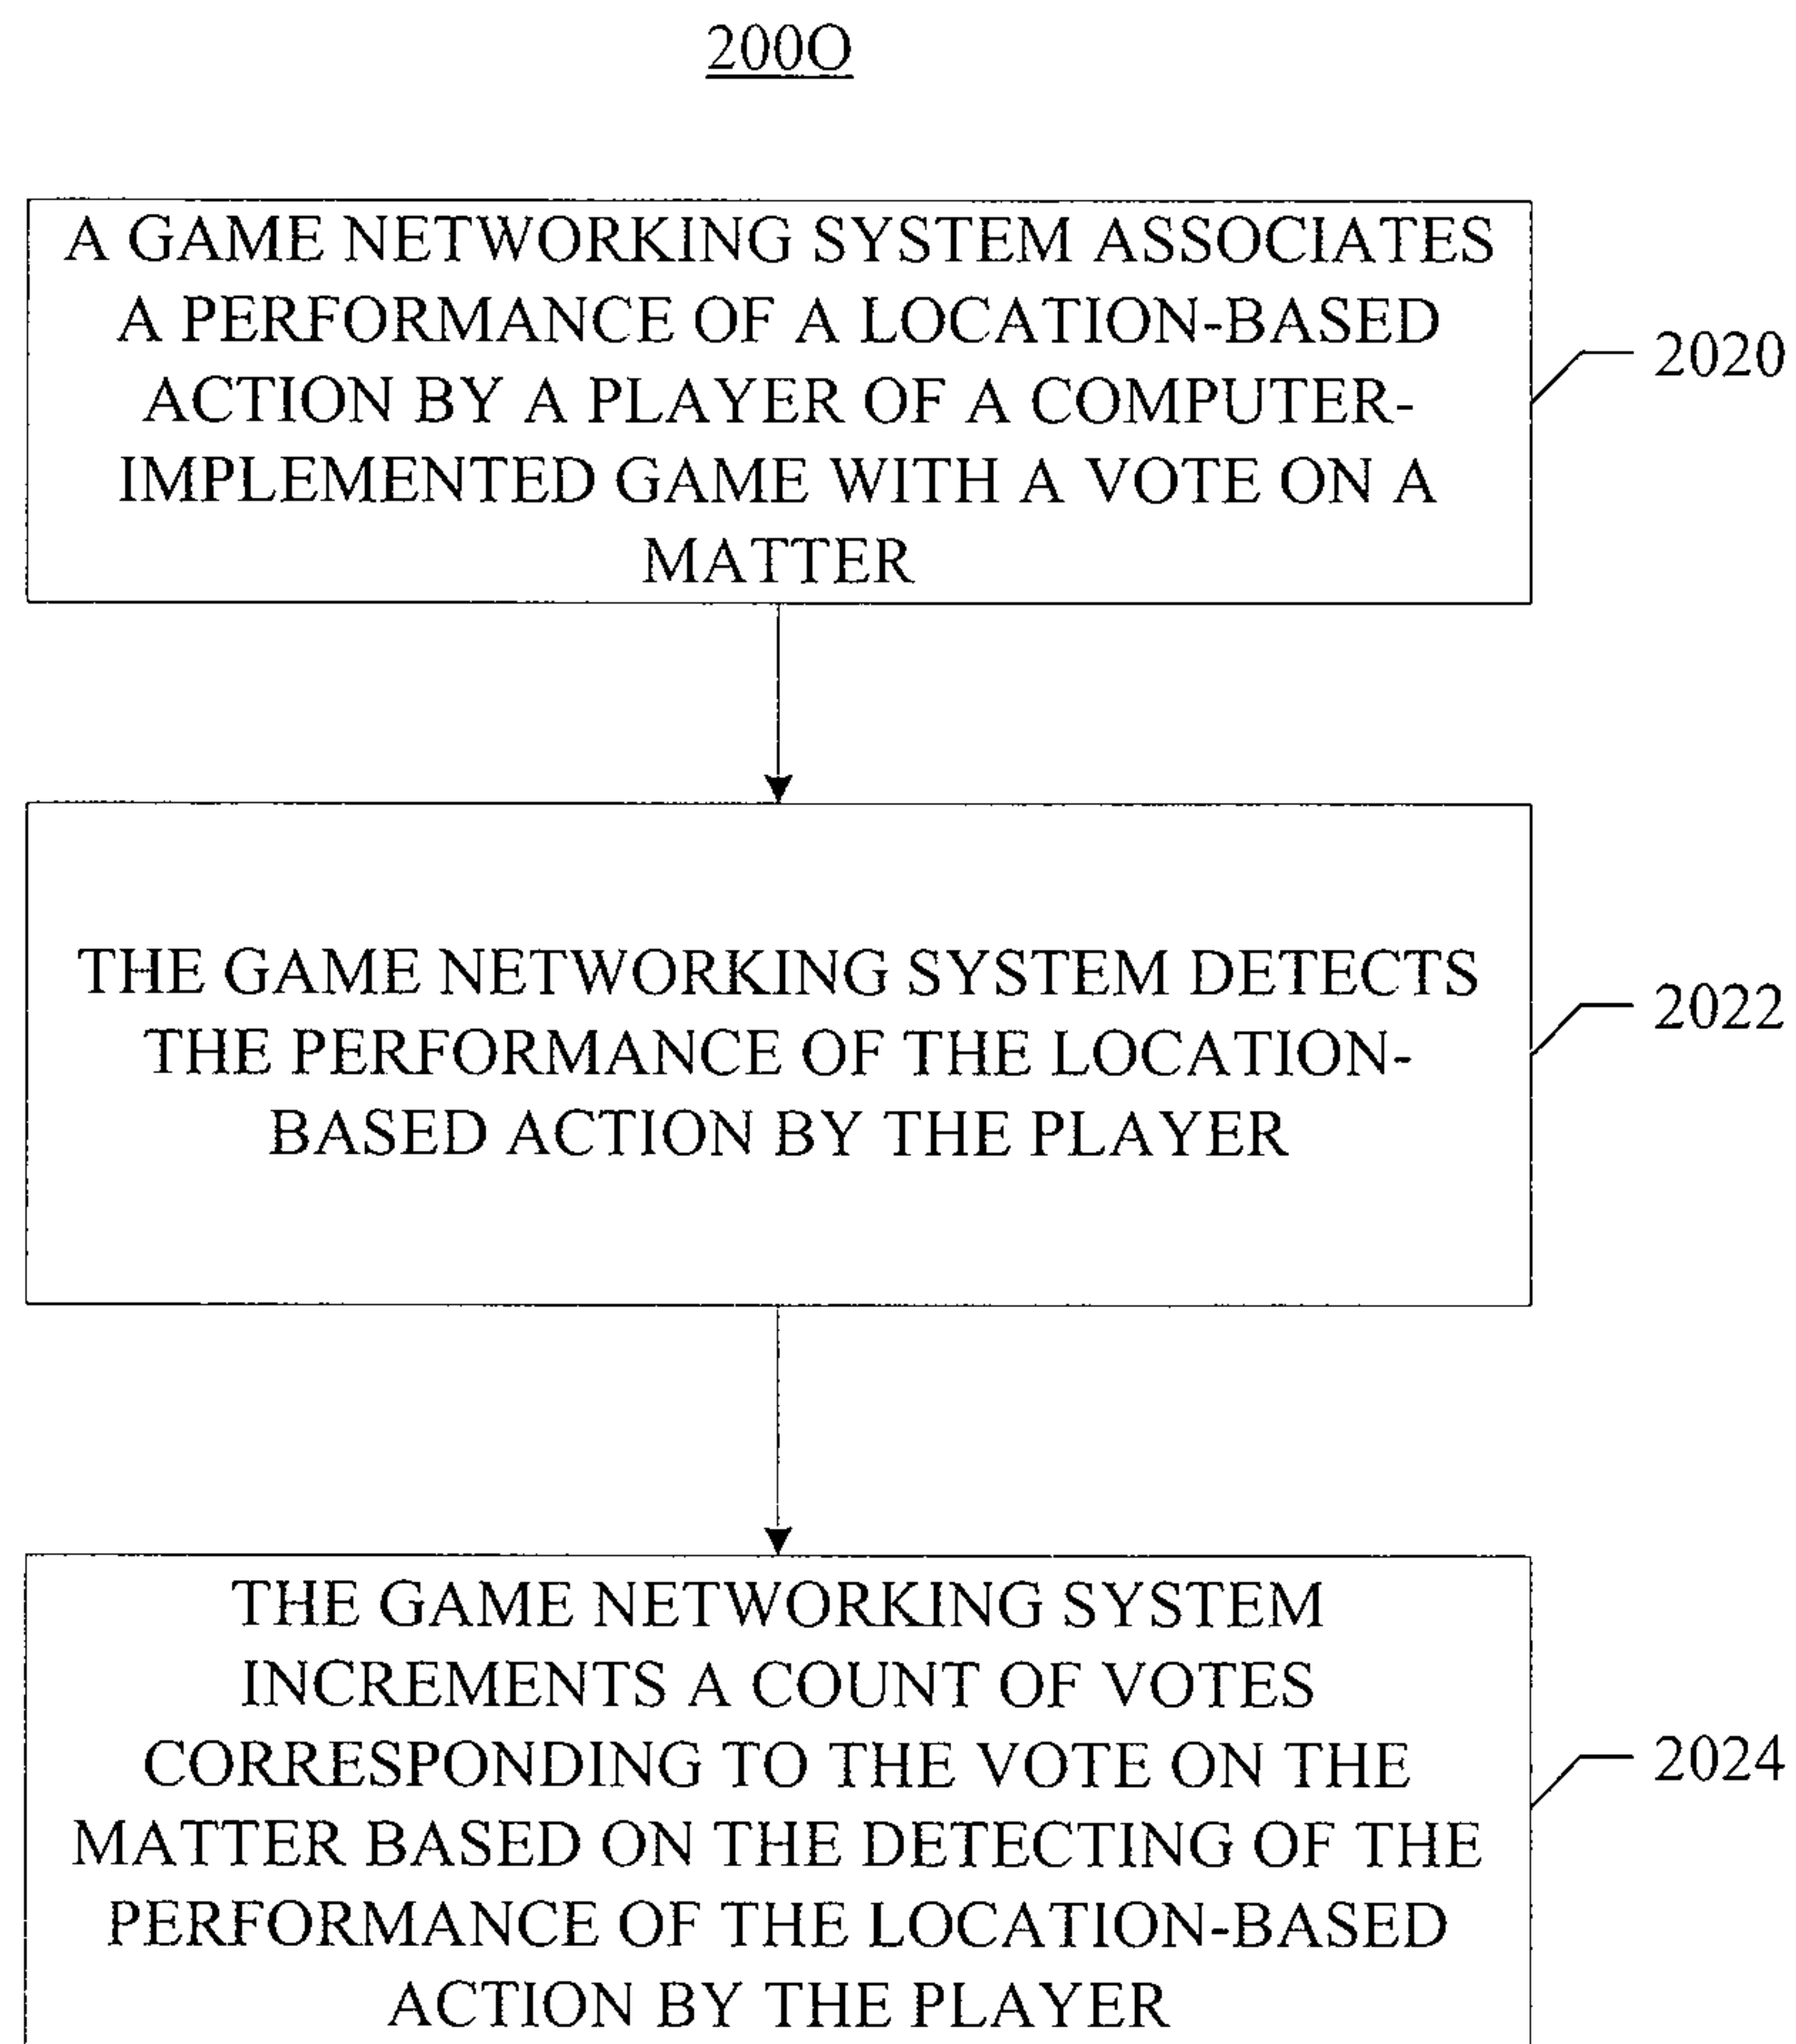 200O
A GAME NETWORKING SYSTEM ASSOCIATES
A PERFORMANCE OF A LOCATION-BASED
ACTION BY A PLAYER OF A COMPUTER-
IMPLEMENTED GAME WITH A VOTE ON A
MATTER
2020
THE GAME NETWORKING SYSTEM DETECTS
THE PERFORMANCE OF THE LOCATION-
BASED ACTION BY THE PLAYER
2022
THE GAME NETWORKING SYSTEM
INCREMENTS A COUNT OF VOTES
CORRESPONDING TO THE VOTE ON THE
MATTER BASED ON THE DETECTING OF THE
PERFORMANCE OF THE LOCATION-BASED
ACTION BY THE PLAYER
2024